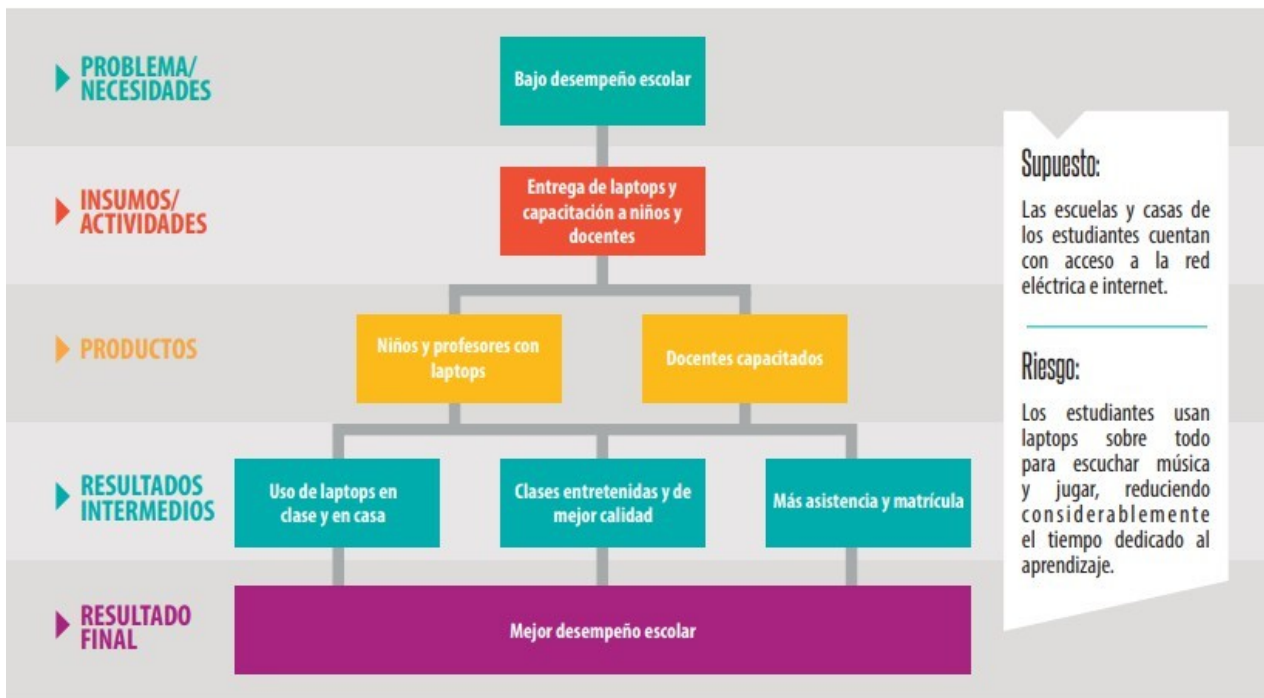 PROBLEMA/
NECESIDADES
Bajo desempeño escolar
INSUMOS/
ACTIVIDADES
Entrega de laptops y
capacitación a niños y
docentes
PRODUCTOS
Niños y profesores con
laptops
Docentes capacitados
RESULTADOS
INTERMEDIOS
Uso de laptops en
clase y en casa
Clases entretenidas y de
mejor calidad
Más asistencia y matrícula
RESULTADO
FINAL
Mejor desempeño escolar
Supuesto:
Las escuelas y casas de
los estudiantes cuentan
con acceso a la red
eléctrica e internet.
Riesgo:
Los estudiantes usan
laptops sobre todo
para escuchar música
y jugar, reduciendo
considerablemente
el tiempo dedicado al
aprendizaje.